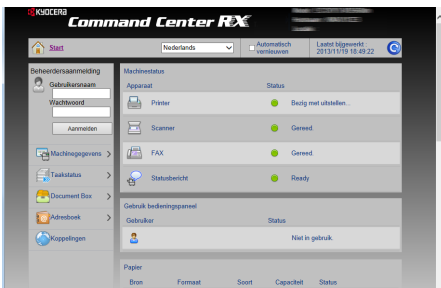 KYOCERA
Command Center RX
Start
Nederlands
Automatisch
vernieuwen
Laatst bijgewerkt :
2013/11/19 18:49:22
Beheerdersaanmelding
Gebruikersnaam
Wachtwoord
Aanmelden
Machinegegevens
Taakstatus
Document Box
Adresboek
Koppelingen
Machinestatus
Apparaat Status
Printer Bezig met uitstellen...
Scanner Gereed.
FAX Gereed.
Statusbericht Ready
Gebruik bedieningspaneel
Gebruiker Status
Niet in gebruik.
Papier
Bron Formaat Soort Capaciteit Status